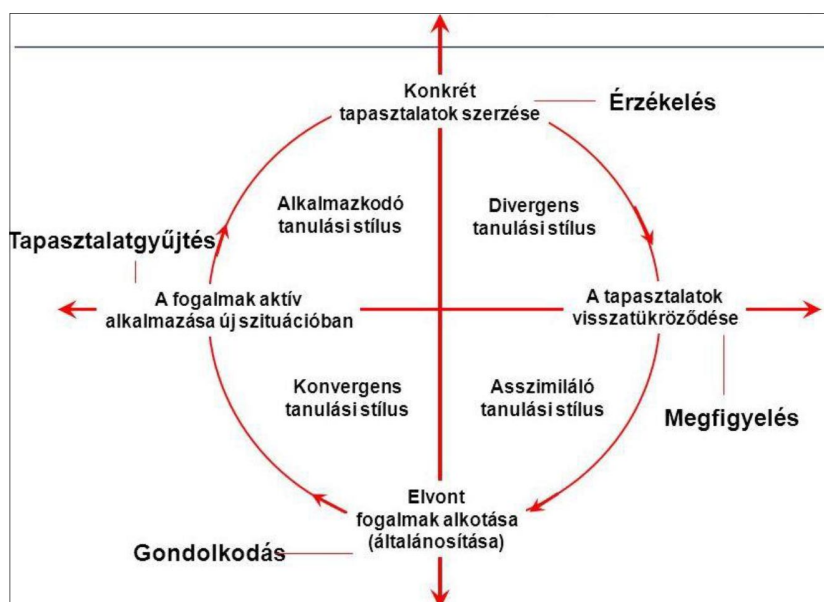 Konkrét
tapasztalatok szerzése
Érzékelés
Alkalmazkodó
tanulási stílus
Divergens
tanulási stílus
Tapasztalatgyűjtés
A fogalmak aktív
alkalmazása új szituációban
A tapasztalatok
visszatükröződése
Konvergens
tanulási stílus
Asszimiláló
tanulási stílus
Megfigyelés
Elvont
fogalmak alkotása
(általánosítása)
Gondolkodás